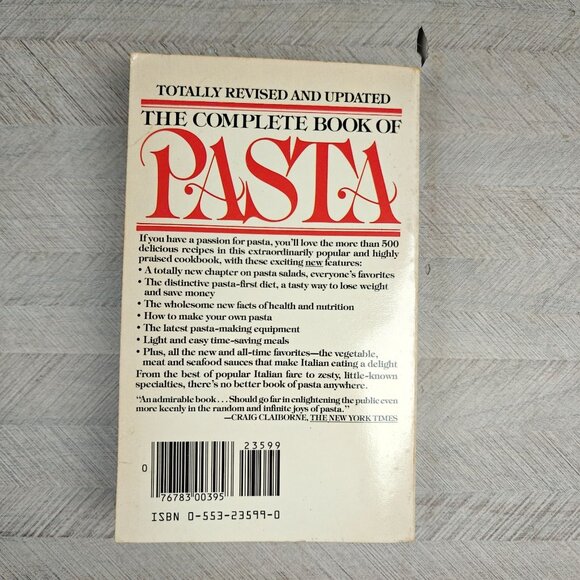 TOTALLY REVISED AND UPDATED
THE COMPLETE BOOK OF
PASTA
If you have a passion for pasta, you'll love the more than 500
delicious recipes in this extraordinarily popular and highly
praised cookbook, with these exciting new features:
• A totally new chapter on pasta salads, everyone's favorites
• The distinctive pasta-first diet, a tasty way to lose weight
and save money
• The wholesome new facts of health and nutrition
• How to make your own pasta
• The latest pasta-making equipment
• Light and easy time-saving meals
• Plus, all the new and all-time favorites—the vegetable,
meat and seafood sauces that make Italian eating a delight
From the best of popular Italian fare to zesty, little-known
specialties, there's no better book of pasta anywhere.
"An admirable book . . . Should go far in enlightening the public even
more keenly in the random and infinite joys of pasta."
—CRAIG CLAIBORNE, THE NEW YORK TIMES
23599
0
76783 00395
ISBN 0-553-23599-0